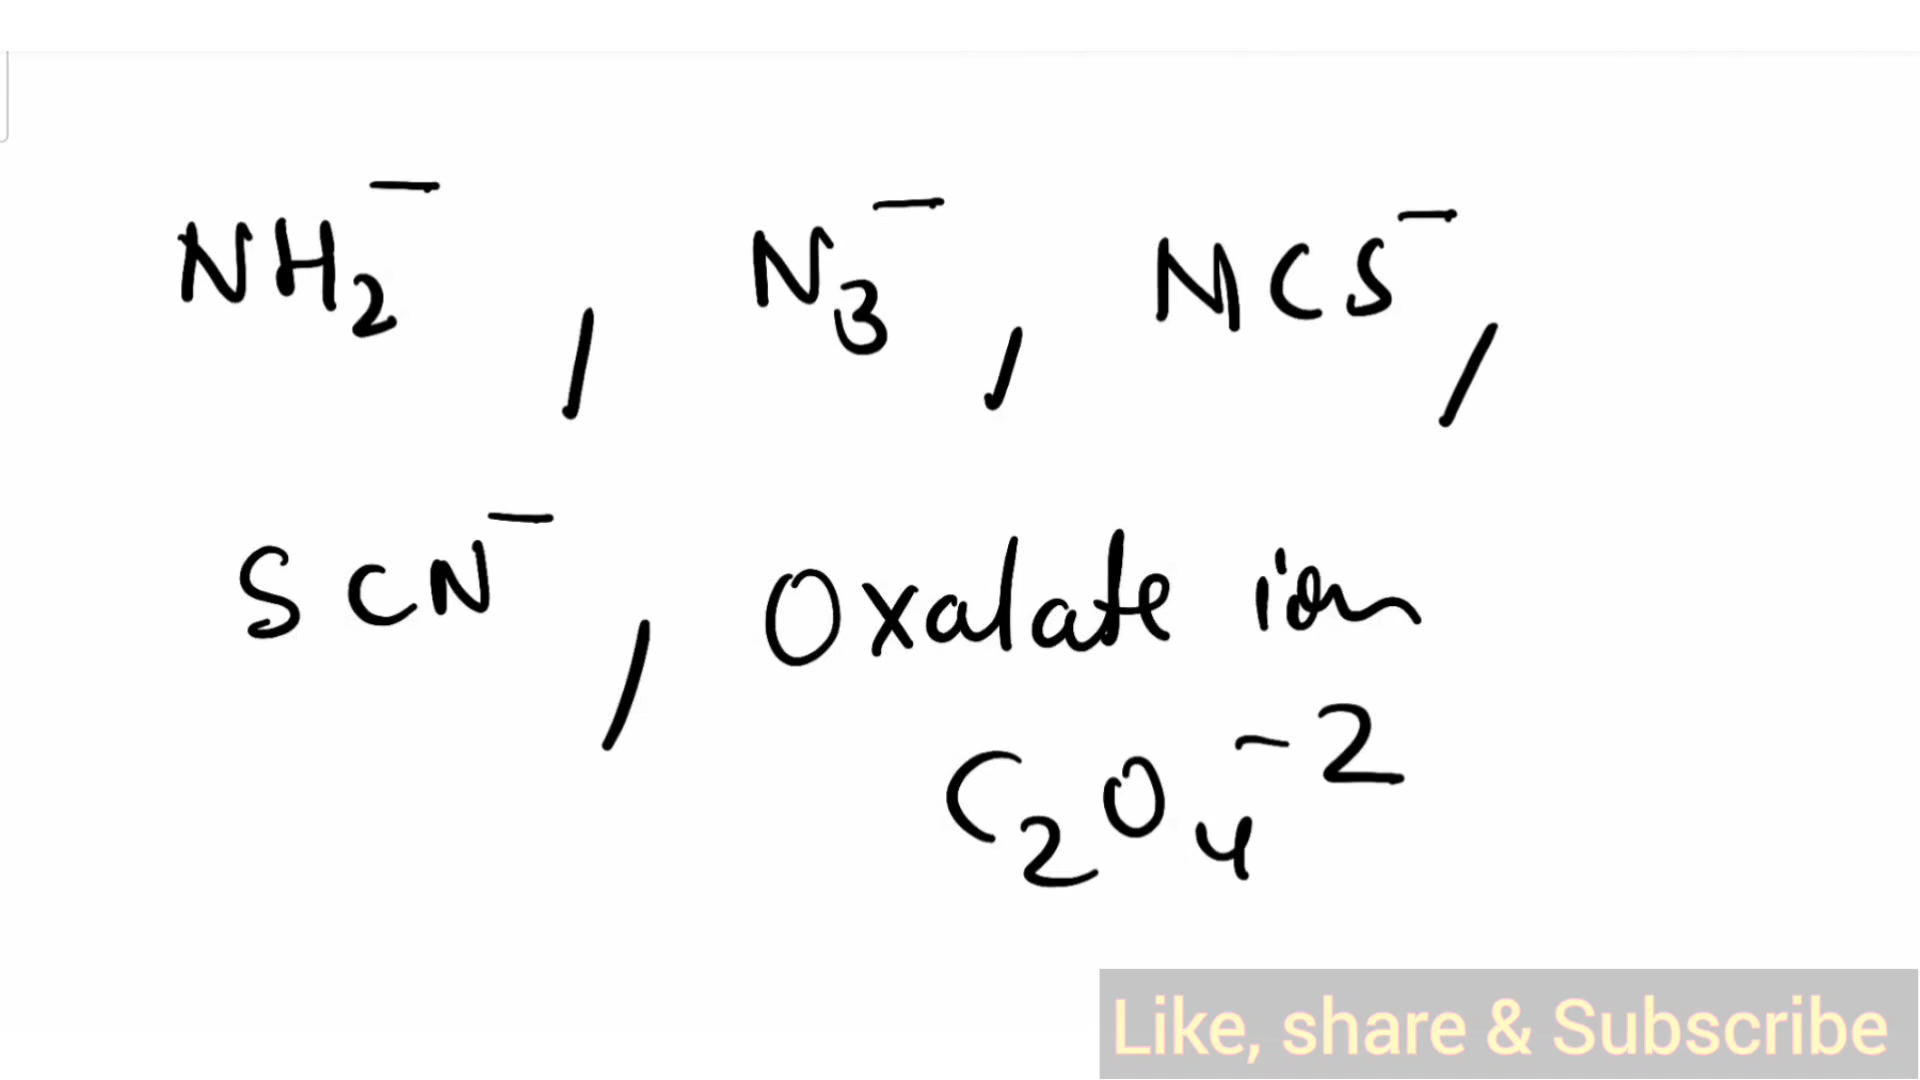 NH₂⁻, N₃⁻, NCS⁻,
SCN⁻, Oxalate ion
C₂O₄⁻²
Like, share & Subscribe